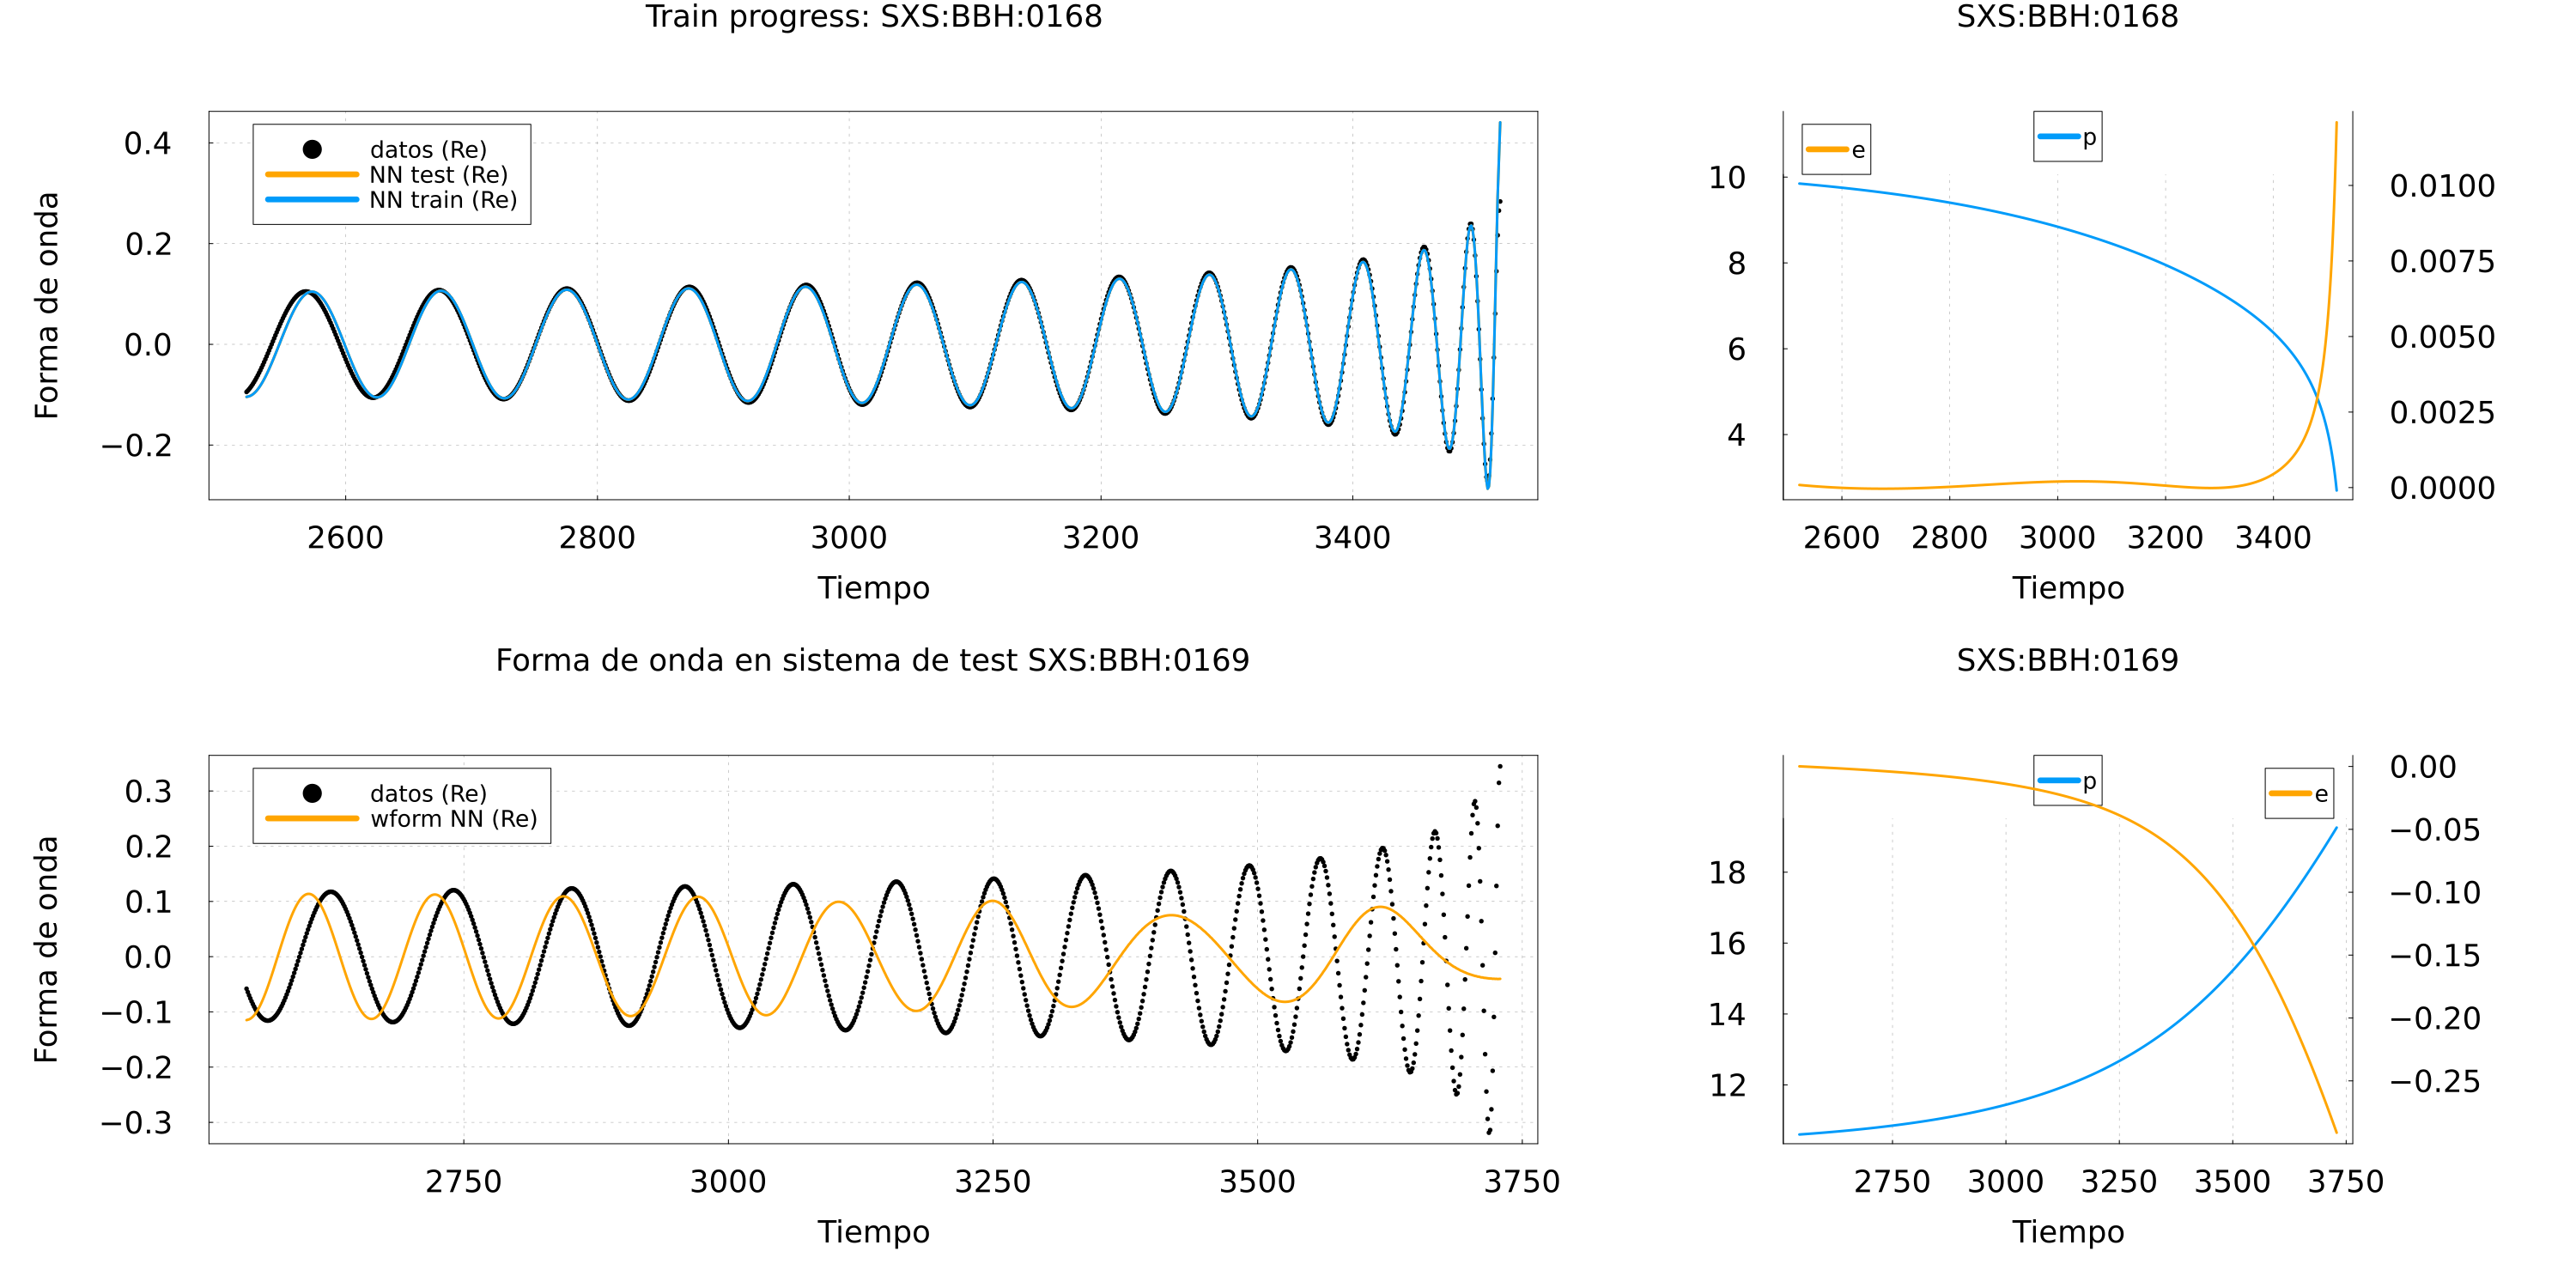 Train progress: SXS:BBH:0168
Forma de onda
0.4
0.2
0.0
−0.2
datos (Re)
NN test (Re)
NN train (Re)
2600 2800 3000 3200 3400
Tiempo
SXS:BBH:0168
10
8
6
4
e
p
0.0100
0.0075
0.0050
0.0025
0.0000
2600 2800 3000 3200 3400
Tiempo
Forma de onda en sistema de test SXS:BBH:0169
Forma de onda
0.3
0.2
0.1
0.0
−0.1
−0.2
−0.3
datos (Re)
wform NN (Re)
2750 3000 3250 3500 3750
Tiempo
SXS:BBH:0169
18
16
14
12
p
e
0.00
−0.05
−0.10
−0.15
−0.20
−0.25
2750 3000 3250 3500 3750
Tiempo